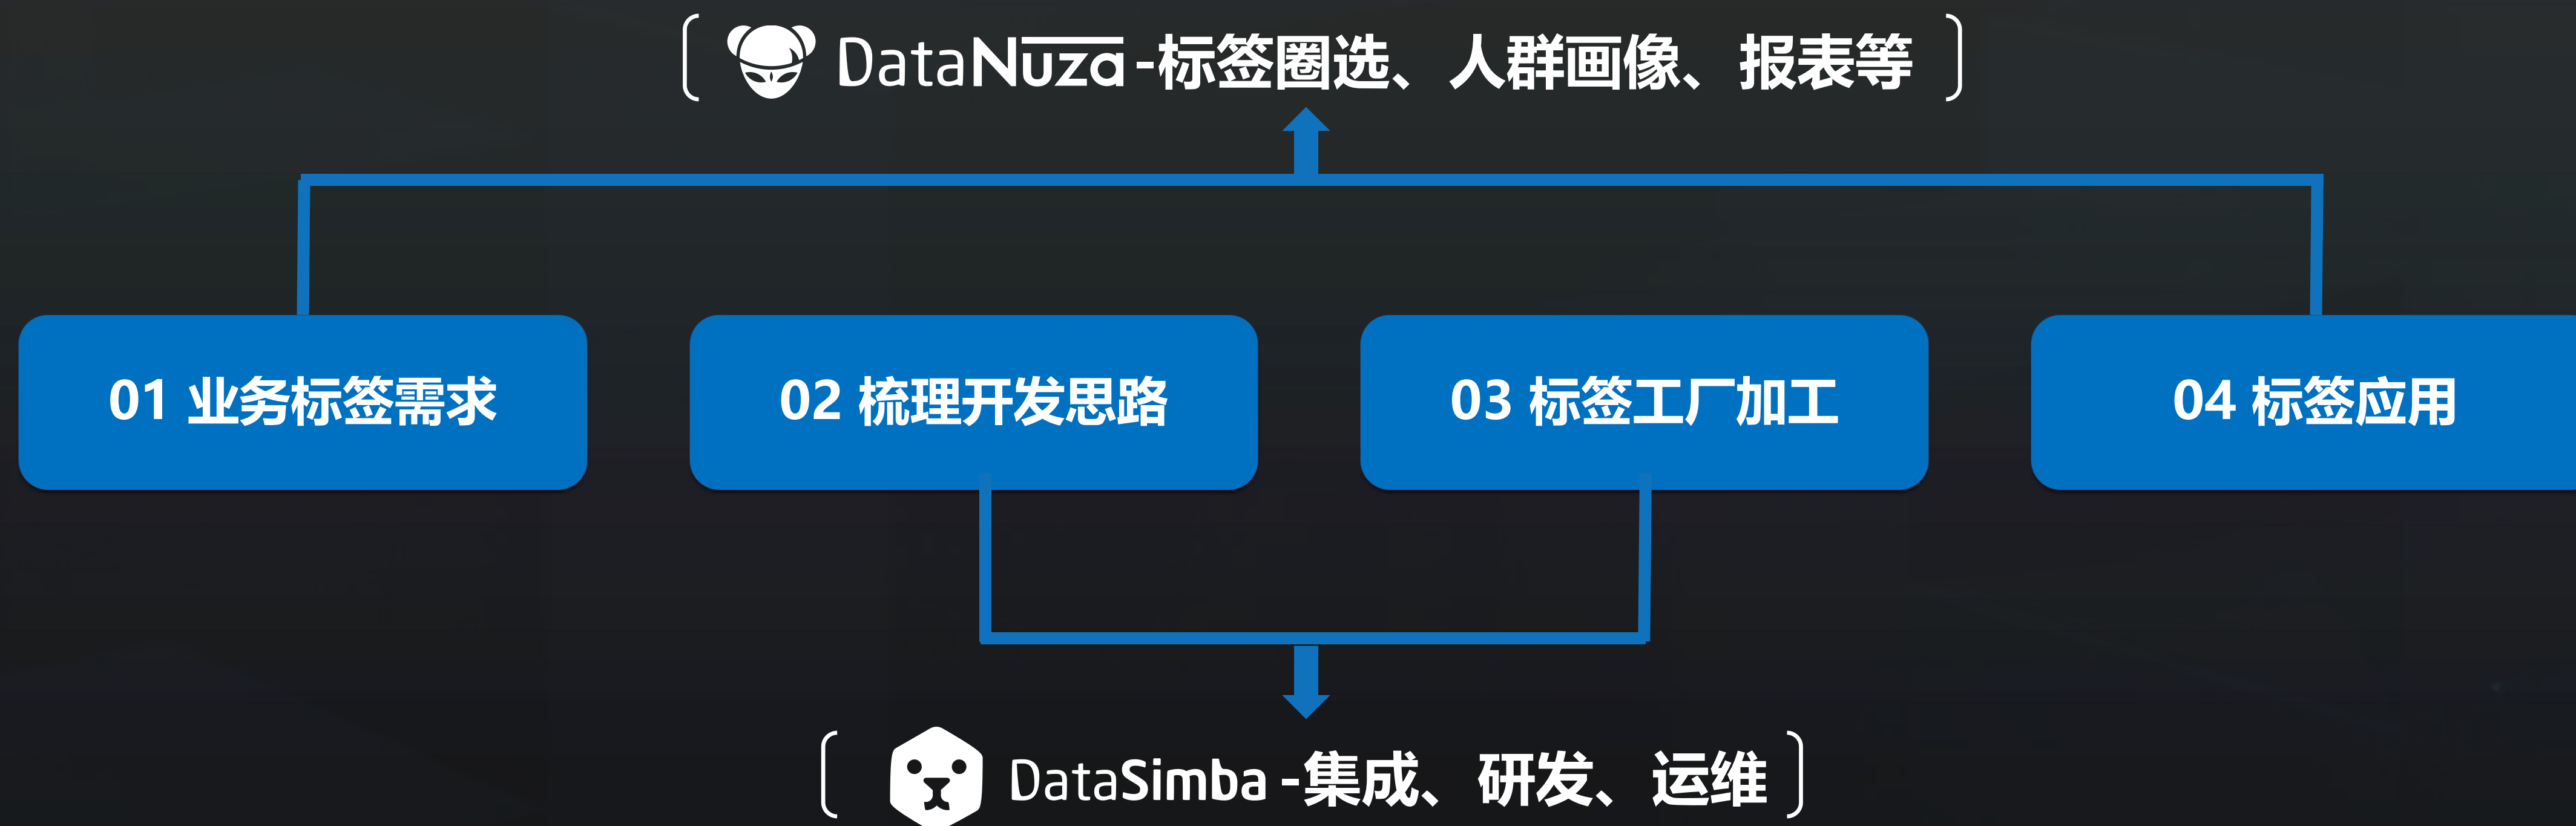 DataNuza-标签圈选、人群画像、报表等
01 业务标签需求
02 梳理开发思路
03 标签工厂加工
04 标签应用
DataSimba-集成、研发、运维